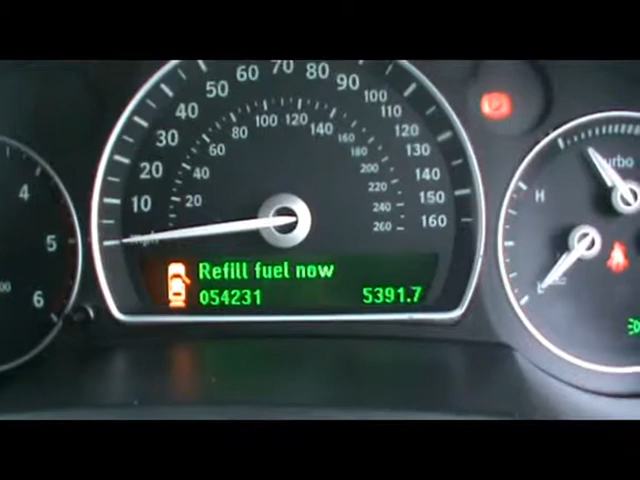 10 20 30 40 50 60 70 80 90 100 110 120 130 140 150 160
20 40 60 80 100 120 140 160 180 200 220 240 260
4
5
6
H
Refill fuel now
054231 5391.7